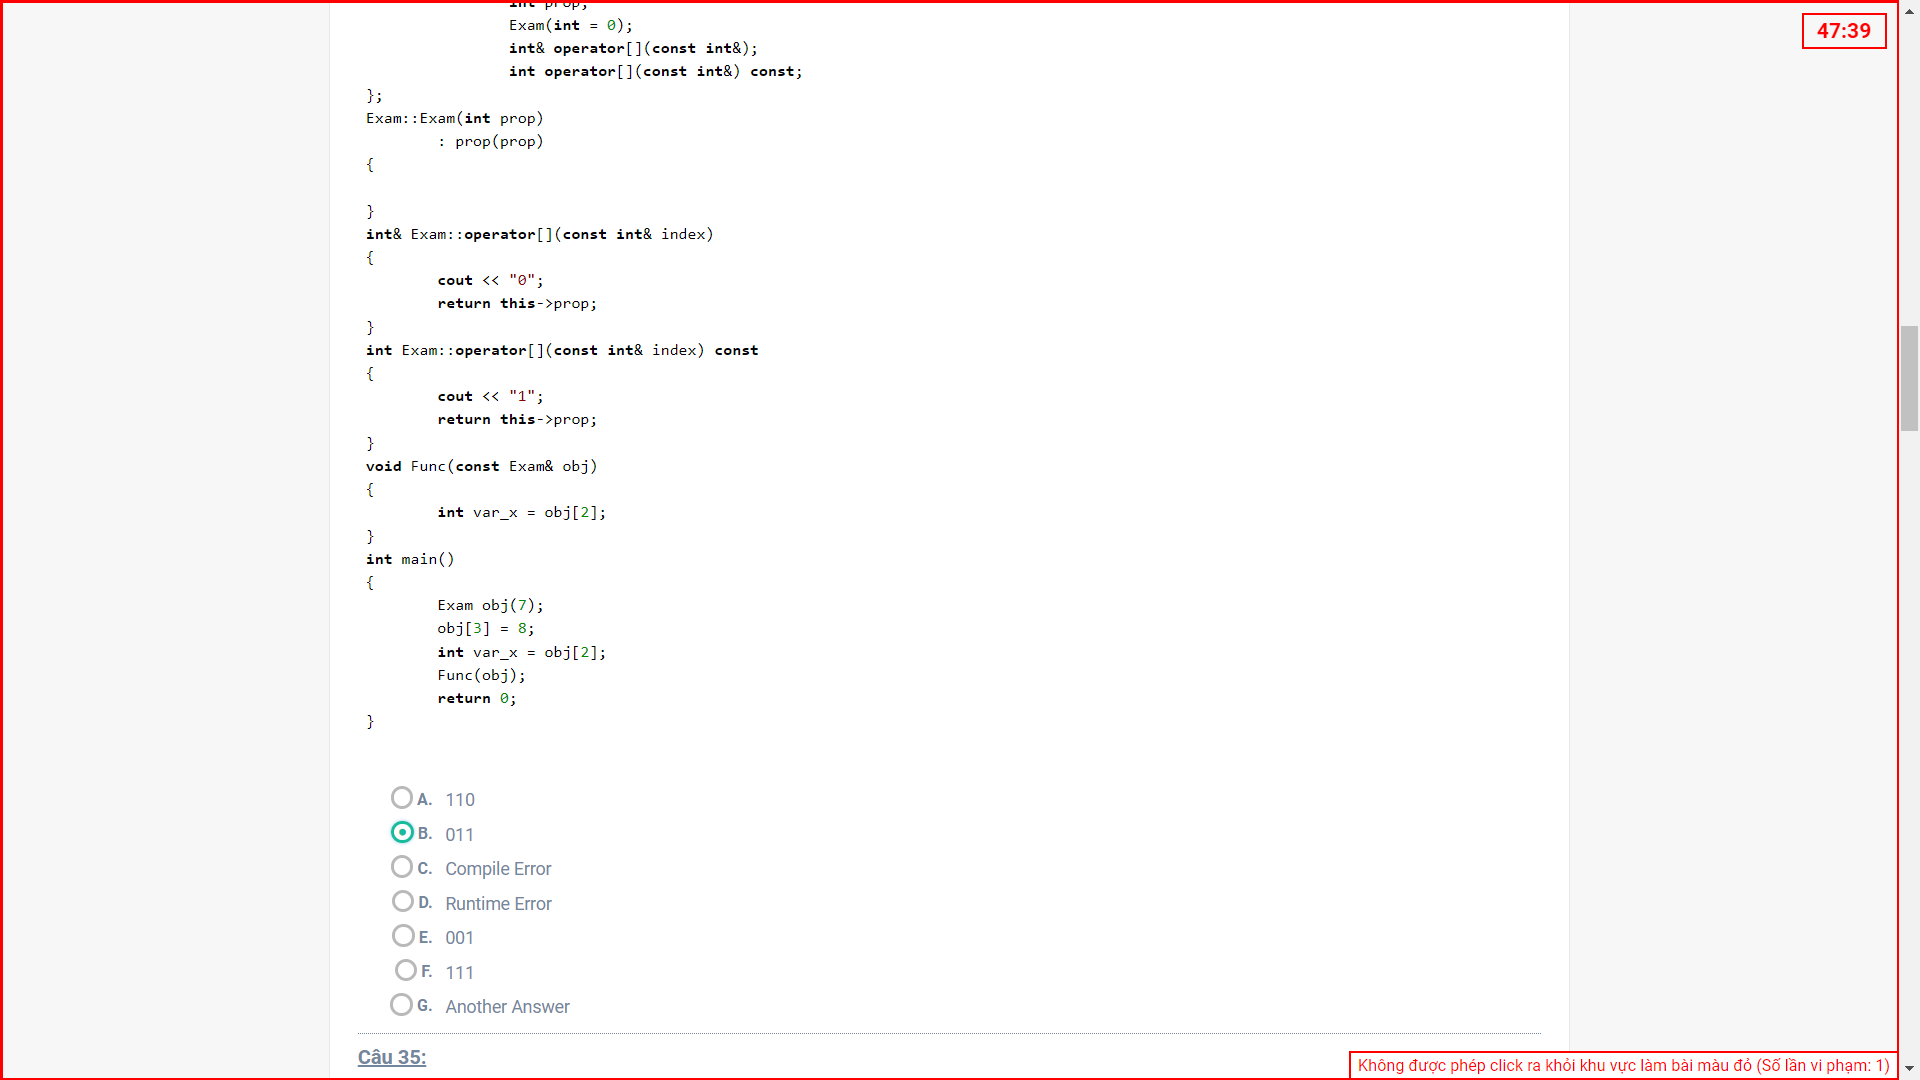 int prop;
Exam(int = 0);
int& operator[](const int&);
int operator[](const int&) const;
};
Exam::Exam(int prop)
: prop(prop)
{
}
int& Exam::operator[](const int& index)
{
cout << "0";
return this->prop;
}
int Exam::operator[](const int& index) const
{
cout << "1";
return this->prop;
}
void Func(const Exam& obj)
{
int var_x = obj[2];
}
int main()
{
Exam obj(7);
obj[3] = 8;
int var_x = obj[2];
Func(obj);
return 0;
}
A. 110
B. 011
C. Compile Error
D. Runtime Error
E. 001
F. 111
G. Another Answer
Câu 35:
47:39
Không được phép click ra khỏi khu vực làm bài màu đỏ (Số lần vi phạm: 1)